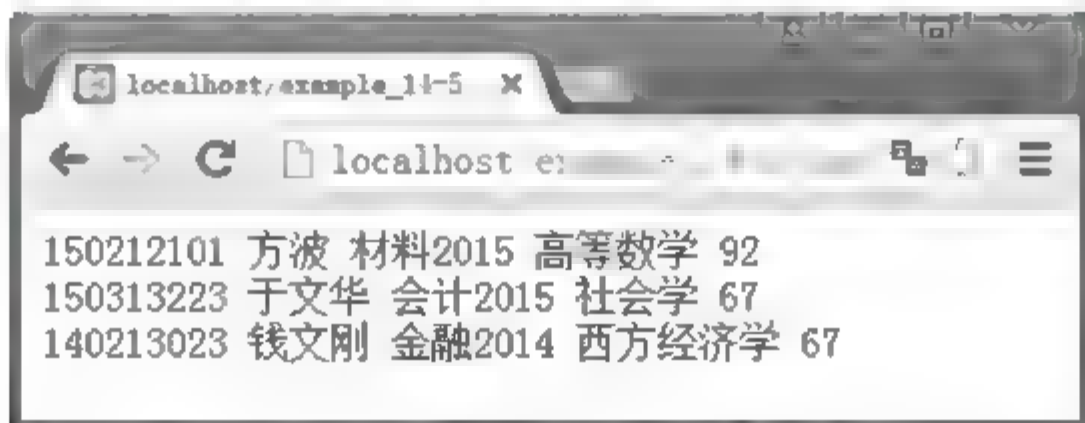 localhost/example_14-5
localhost
150212101 方波 材料2015 高等数学 92
150313223 于文华 会计2015 社会学 67
140213023 钱文刚 金融2014 西方经济学 67